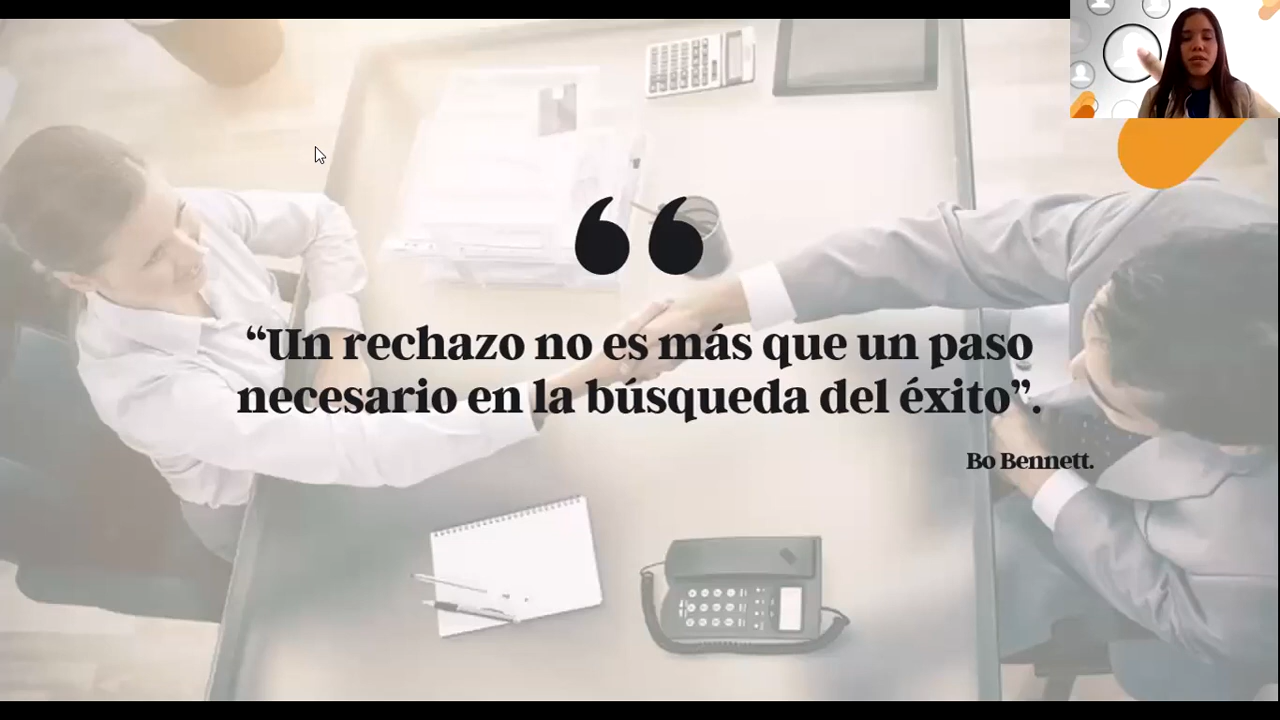 “Un rechazo no es más que un paso
necesario en la búsqueda del éxito”.
Bo Bennett.